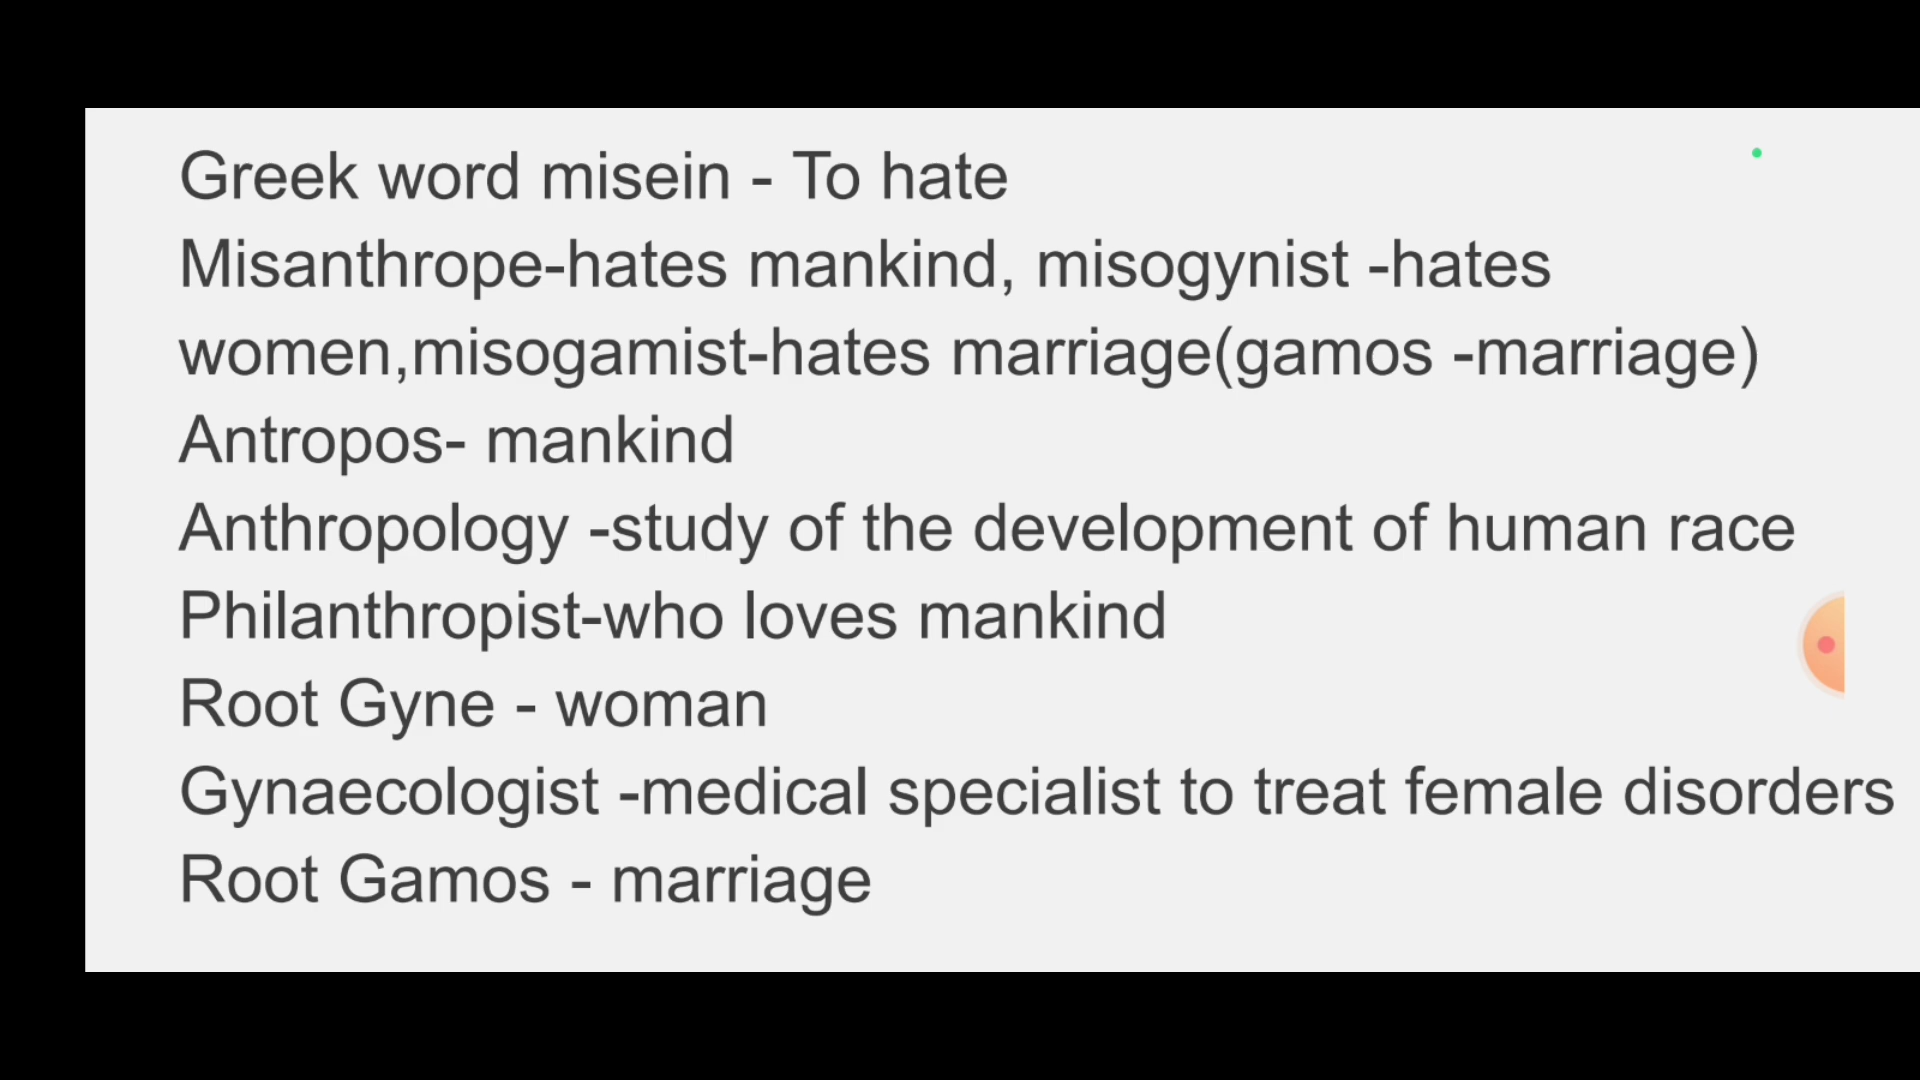 Greek word misein - To hate
Misanthrope-hates mankind, misogynist -hates
women,misogamist-hates marriage(gamos -marriage)
Antropos- mankind
Anthropology -study of the development of human race
Philanthropist-who loves mankind
Root Gyne - woman
Gynaecologist -medical specialist to treat female disorders
Root Gamos - marriage